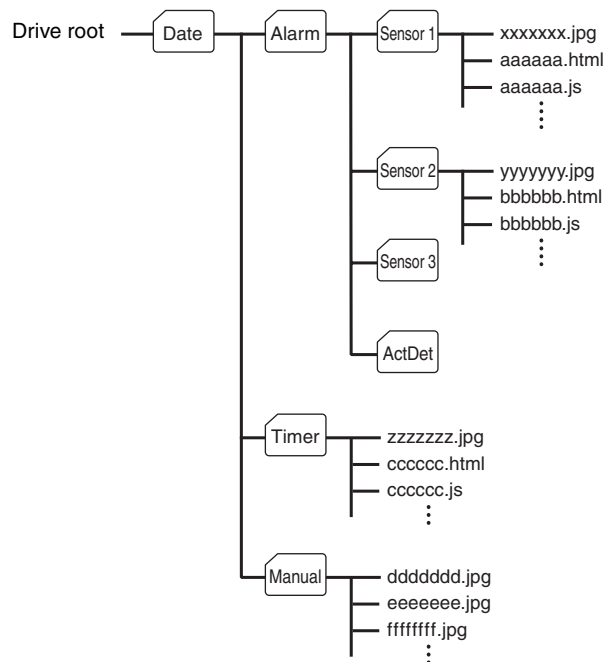 Drive root
Date
Alarm
Sensor 1
xxxxxxx.jpg
aaaaaa.html
aaaaaa.js
Sensor 2
yyyyyyy.jpg
bbbbbb.html
bbbbbb.js
Sensor 3
ActDet
Timer
zzzzzzz.jpg
cccccc.html
cccccc.js
Manual
ddddddd.jpg
eeeeeee.jpg
ffffffff.jpg